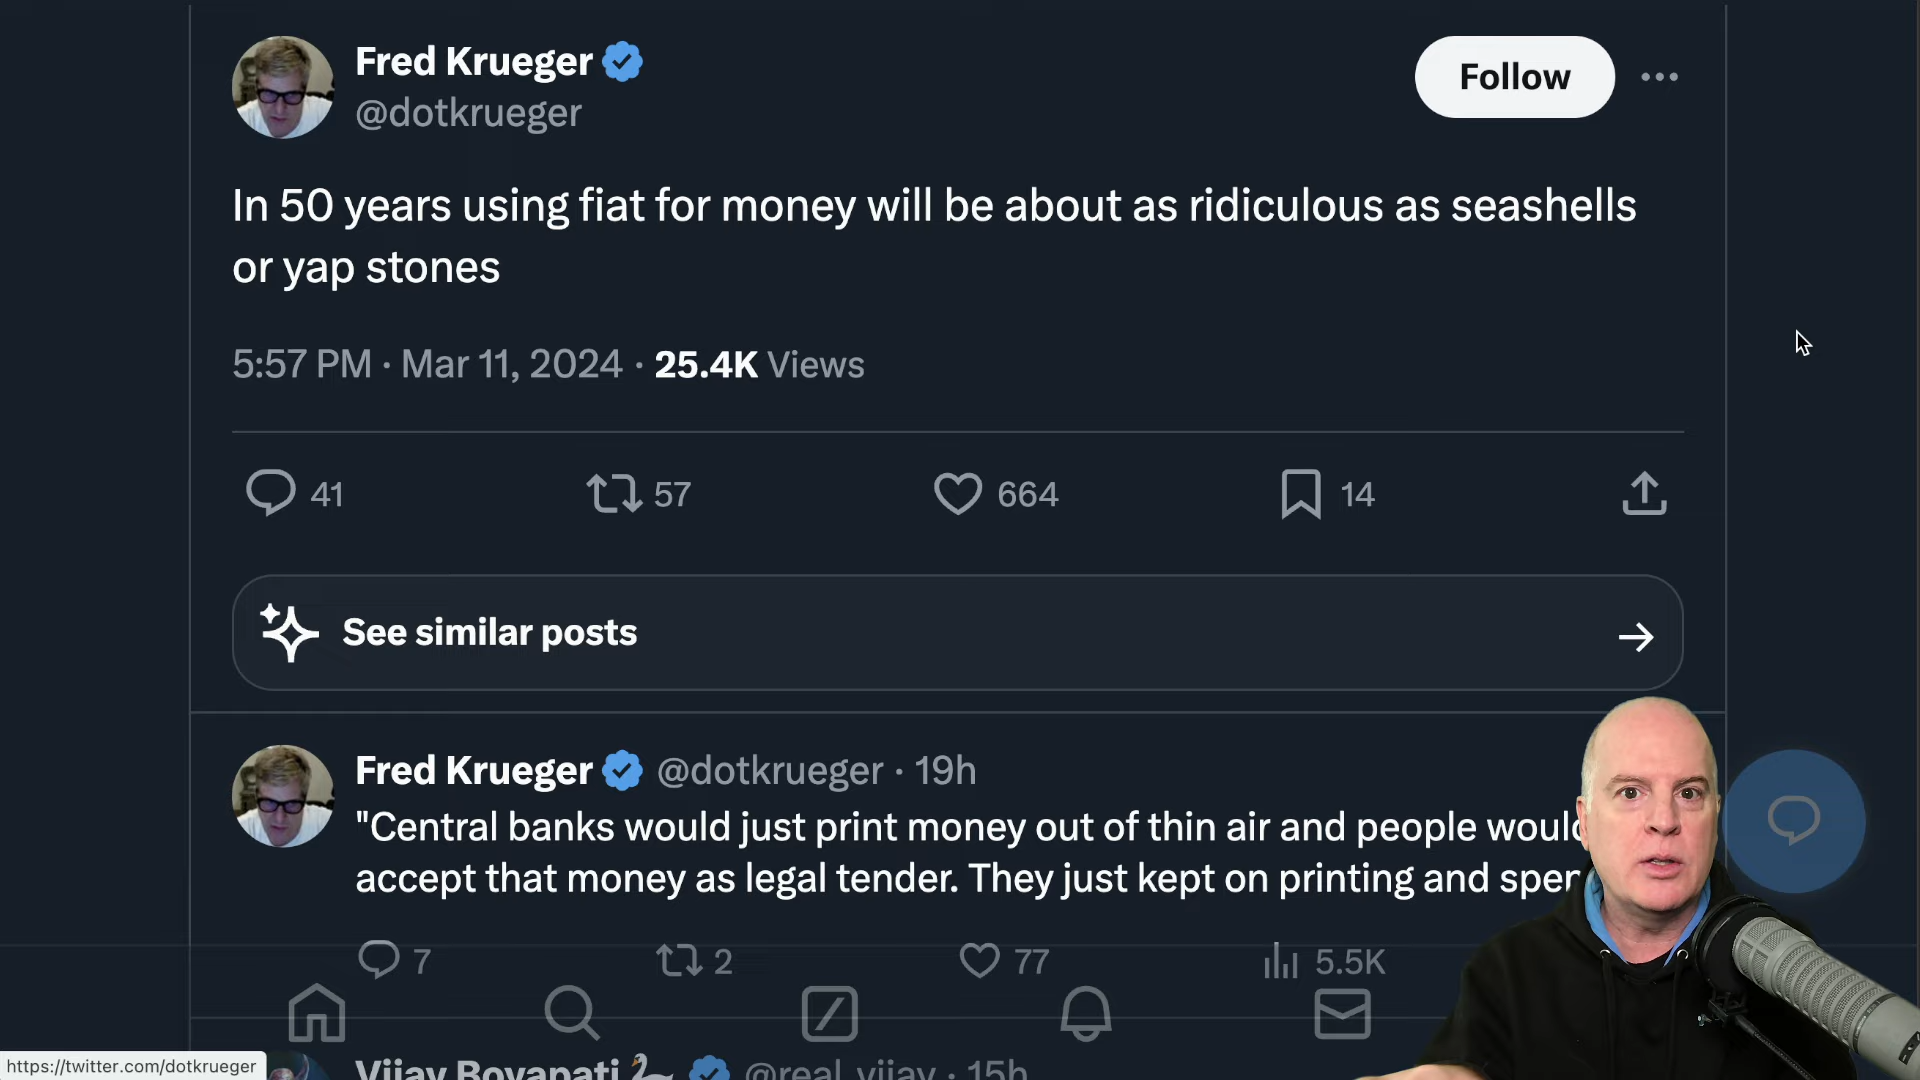 Fred Krueger
@dotkrueger
Follow
In 50 years using fiat for money will be about as ridiculous as seashells
or yap stones
5:57 PM · Mar 11, 2024 · 25.4K Views
41 57 664 14
See similar posts
Fred Krueger @dotkrueger · 19h
"Central banks would just print money out of thin air and people would
accept that money as legal tender. They just kept on printing and
7 2 77 5.5K
https://twitter.com/dotkrueger
Vijay Boyapati @real_vijay · 15h